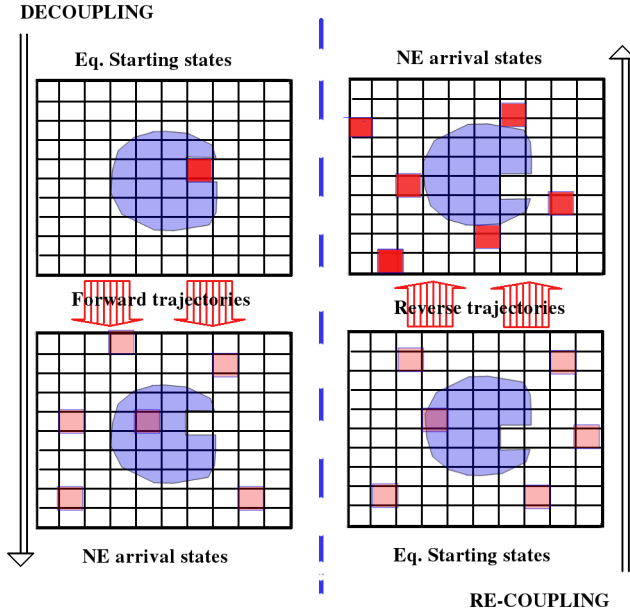 DECOUPLING
Eq. Starting states
NE arrival states
Forward trajectories
Reverse trajectories
NE arrival states
Eq. Starting states
RE-COUPLING